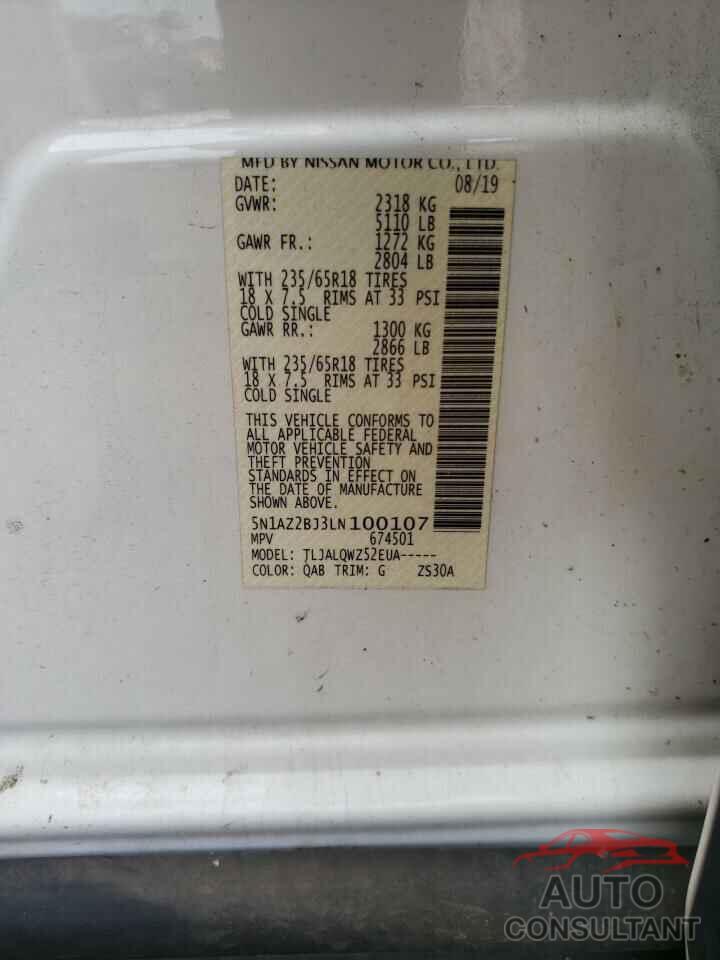 MFD BY NISSAN MOTOR CO., LTD.
DATE: 08/19
GVWR: 2318 KG
5110 LB
GAWR FR.: 1272 KG
2804 LB
WITH 235/65R18 TIRES
18 X 7.5 RIMS AT 33 PSI
COLD SINGLE
GAWR RR.: 1300 KG
2866 LB
WITH 235/65R18 TIRES
18 X 7.5 RIMS AT 33 PSI
COLD SINGLE
THIS VEHICLE CONFORMS TO
ALL APPLICABLE FEDERAL
MOTOR VEHICLE SAFETY AND
THEFT PREVENTION
STANDARDS IN EFFECT ON
THE DATE OF MANUFACTURE
SHOWN ABOVE.
5N1AZ2BJ3LN100107
MPV 674501
MODEL: TLJALQWZ52EUA-----
COLOR: QAB TRIM: G ZS30A
AUTO
CONSULTANT